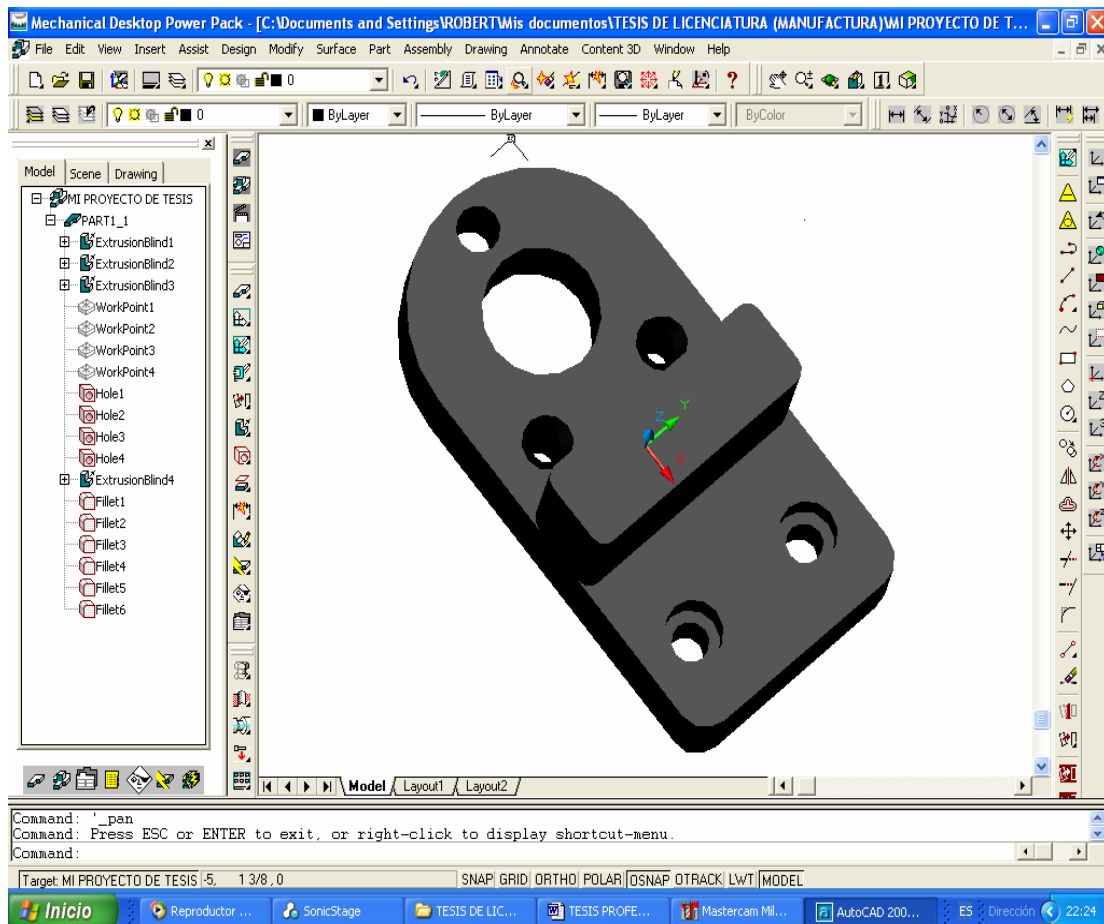 Mechanical Desktop Power Pack - [C:\Documents and Settings\ROBERT\Mis documentos\TESIS DE LICENCIATURA (MANUFACTURA)\MI PROYECTO DE T...
File Edit View Insert Assist Design Modify Surface Part Assembly Drawing Annotate Content 3D Window Help
0
0 ByLayer ByLayer ByLayer ByColor
Model Scene Drawing
MI PROYECTO DE TESIS
PART1_1
ExtrusionBlind1
ExtrusionBlind2
ExtrusionBlind3
WorkPoint1
WorkPoint2
WorkPoint3
WorkPoint4
Hole1
Hole2
Hole3
Hole4
ExtrusionBlind4
Fillet1
Fillet2
Fillet3
Fillet4
Fillet5
Fillet6
Z Y
X
Model Layout1 Layout2
Command: '_pan
Command: Press ESC or ENTER to exit, or right-click to display shortcut-menu.
Command:
Target: MI PROYECTO DE TESIS -5, 1 3/8 , 0 SNAP GRID ORTHO POLAR OSNAP OTRACK LWT MODEL
Inicio Reproductor ... SonicStage TESIS DE LIC... TESIS PROFE... Mastercam Mil... AutoCAD 200... ES Dirección 22:24